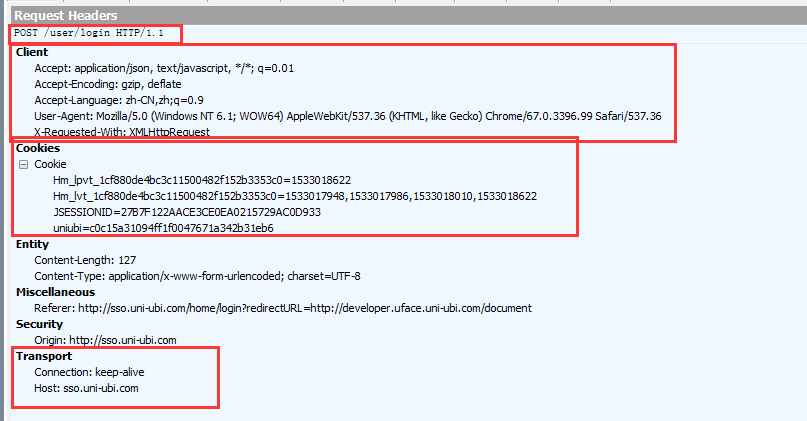 Request Headers
POST /user/login HTTP/1.1
Client
Accept: application/json, text/javascript, */*; q=0.01
Accept-Encoding: gzip, deflate
Accept-Language: zh-CN,zh;q=0.9
User-Agent: Mozilla/5.0 (Windows NT 6.1; WOW64) AppleWebKit/537.36 (KHTML, like Gecko) Chrome/67.0.3396.99 Safari/537.36
X-Requested-With: XMLHttpRequest
Cookies
Cookie
Hm_lpvt_1cf880de4bc3c11500482f152b3353c0=1533018622
Hm_lvt_1cf880de4bc3c11500482f152b3353c0=1533017948,1533017986,1533018010,1533018622
JSESSIONID=27B7F122AACE3CE0EA0215729AC0D933
uniubi=c0c15a31094ff1f0047671a342b31eb6
Entity
Content-Length: 127
Content-Type: application/x-www-form-urlencoded; charset=UTF-8
Miscellaneous
Referer: http://sso.uni-ubi.com/home/login?redirectURL=http://developer.uface.uni-ubi.com/document
Security
Origin: http://sso.uni-ubi.com
Transport
Connection: keep-alive
Host: sso.uni-ubi.com